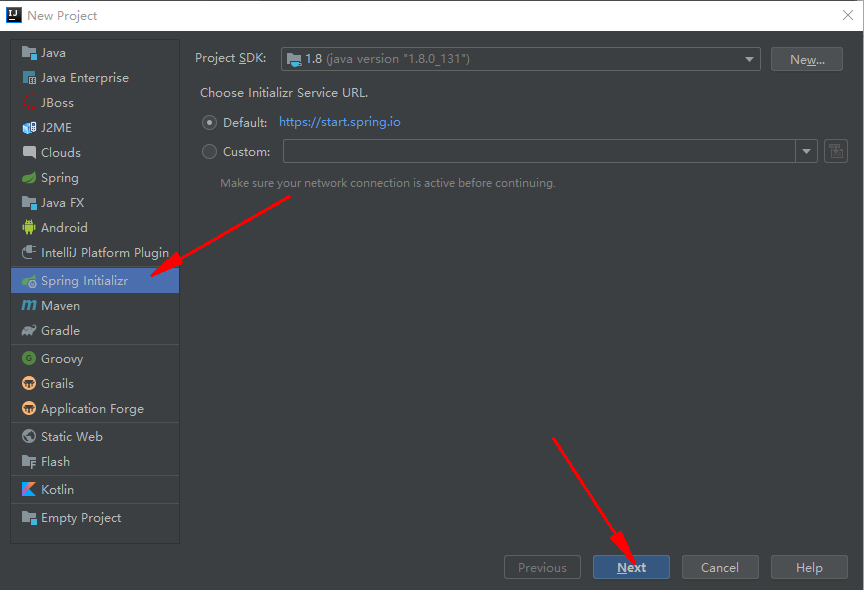 New Project
Java
Java Enterprise
JBoss
J2ME
Clouds
Spring
Java FX
Android
IntelliJ Platform Plugin
Spring Initializr
Maven
Gradle
Groovy
Grails
Application Forge
Static Web
Flash
Kotlin
Empty Project
Project SDK: 1.8 (java version "1.8.0_131") New...
Choose Initializr Service URL.
Default: https://start.spring.io
Custom:
Make sure your network connection is active before continuing.
Previous Next Cancel Help